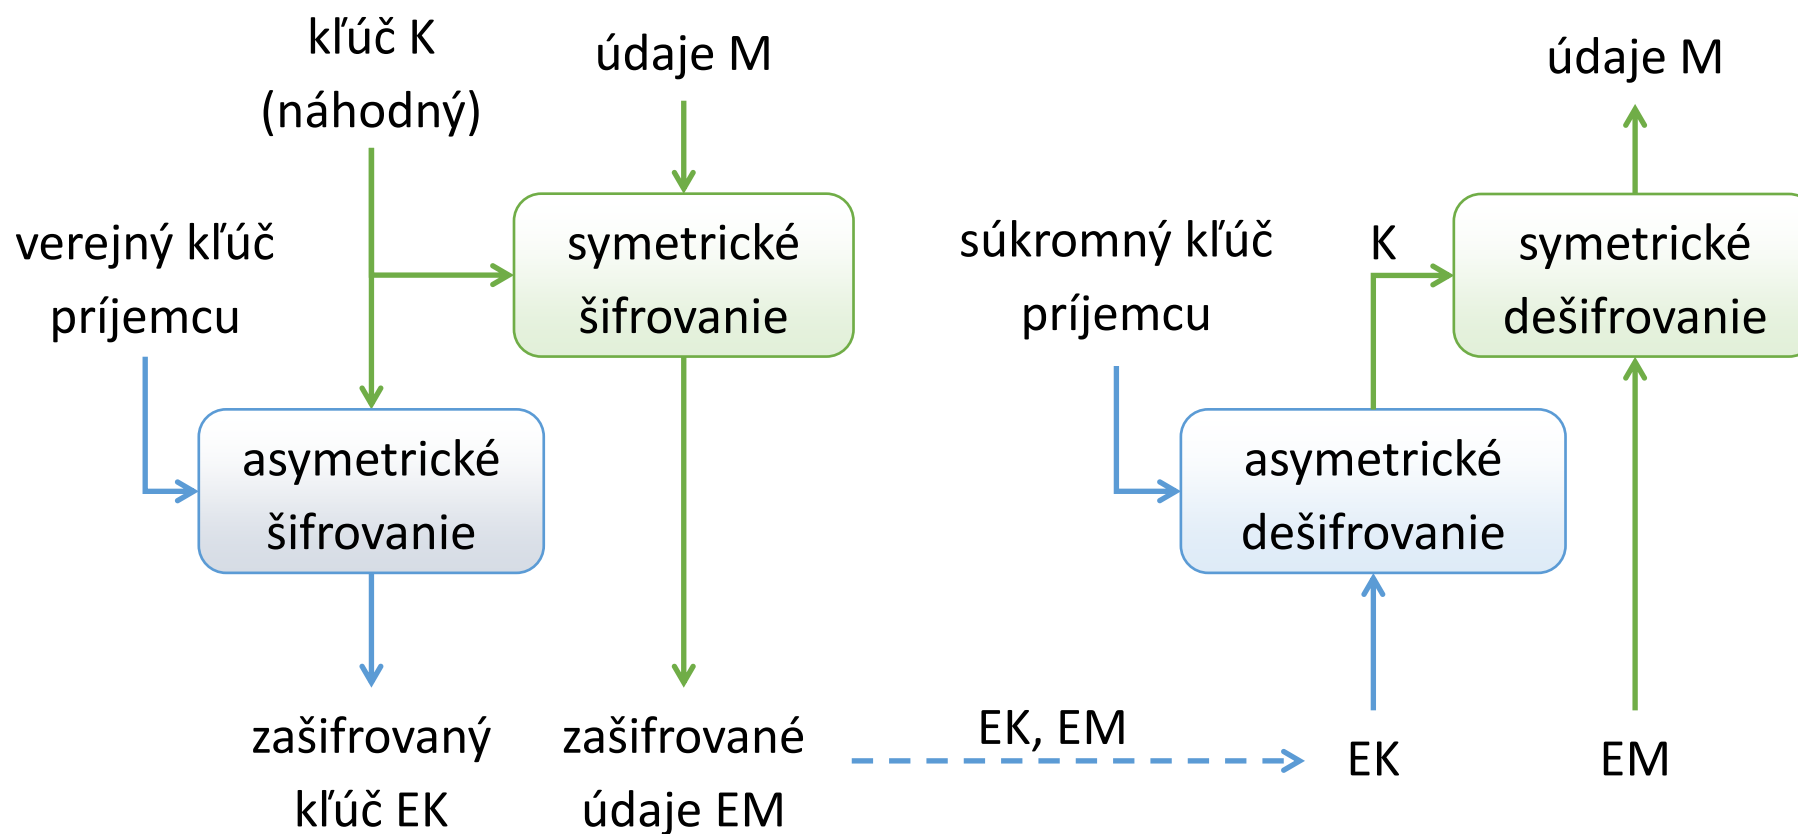 kľúč K
(náhodný)
údaje M
verejný kľúč
príjemcu
symetrické
šifrovanie
asymetrické
šifrovanie
zašifrovaný
kľúč EK
zašifrované
údaje EM
EK, EM
údaje M
súkromný kľúč
príjemcu
K
symetrické
dešifrovanie
asymetrické
dešifrovanie
EK
EM